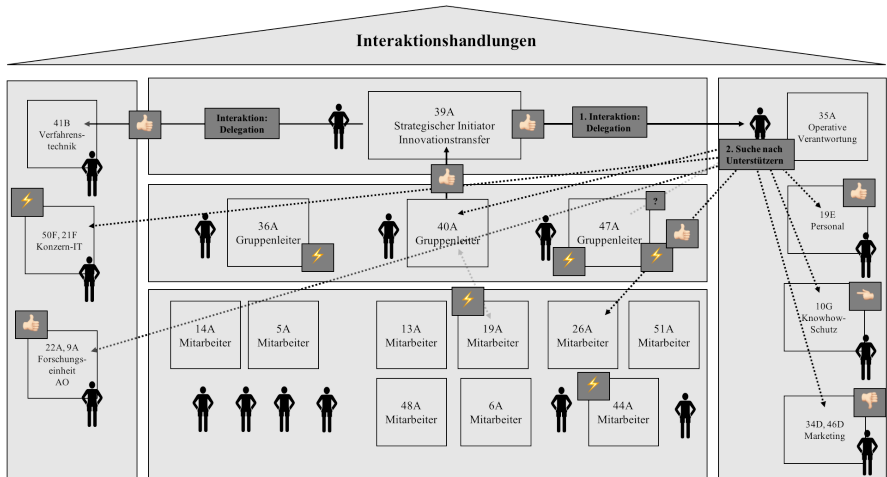 Interaktionshandlungen
41B
Verfahrens-
technik
Interaktion:
Delegation
39A
Strategischer Initiator
Innovationstransfer
1. Interaktion:
Delegation
35A
Operative
Verantwortung
2. Suche nach
Unterstützern
50F, 21F
Konzern-IT
36A
Gruppenleiter
40A
Gruppenleiter
47A
Gruppenleiter
?
19E
Personal
22A, 9A
Forschungs-
einheit
AO
14A
Mitarbeiter
5A
Mitarbeiter
13A
Mitarbeiter
19A
Mitarbeiter
26A
Mitarbeiter
51A
Mitarbeiter
10G
Knowhow-
Schutz
48A
Mitarbeiter
6A
Mitarbeiter
44A
Mitarbeiter
34D, 46D
Marketing